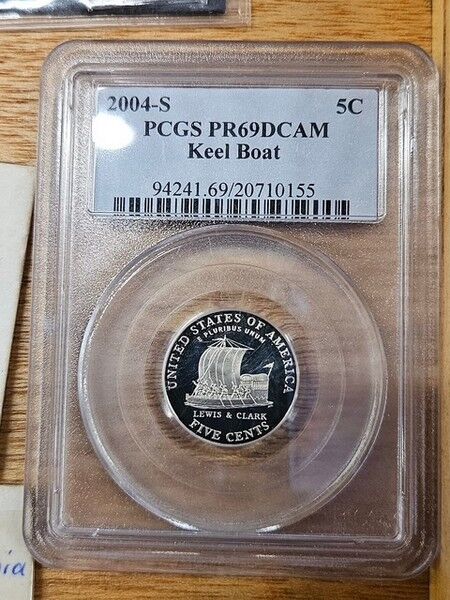 2004-S 5C
PCGS PR69DCAM
Keel Boat
94241.69/20710155
UNITED STATES OF AMERICA
E PLURIBUS UNUM
LEWIS & CLARK
FIVE CENTS